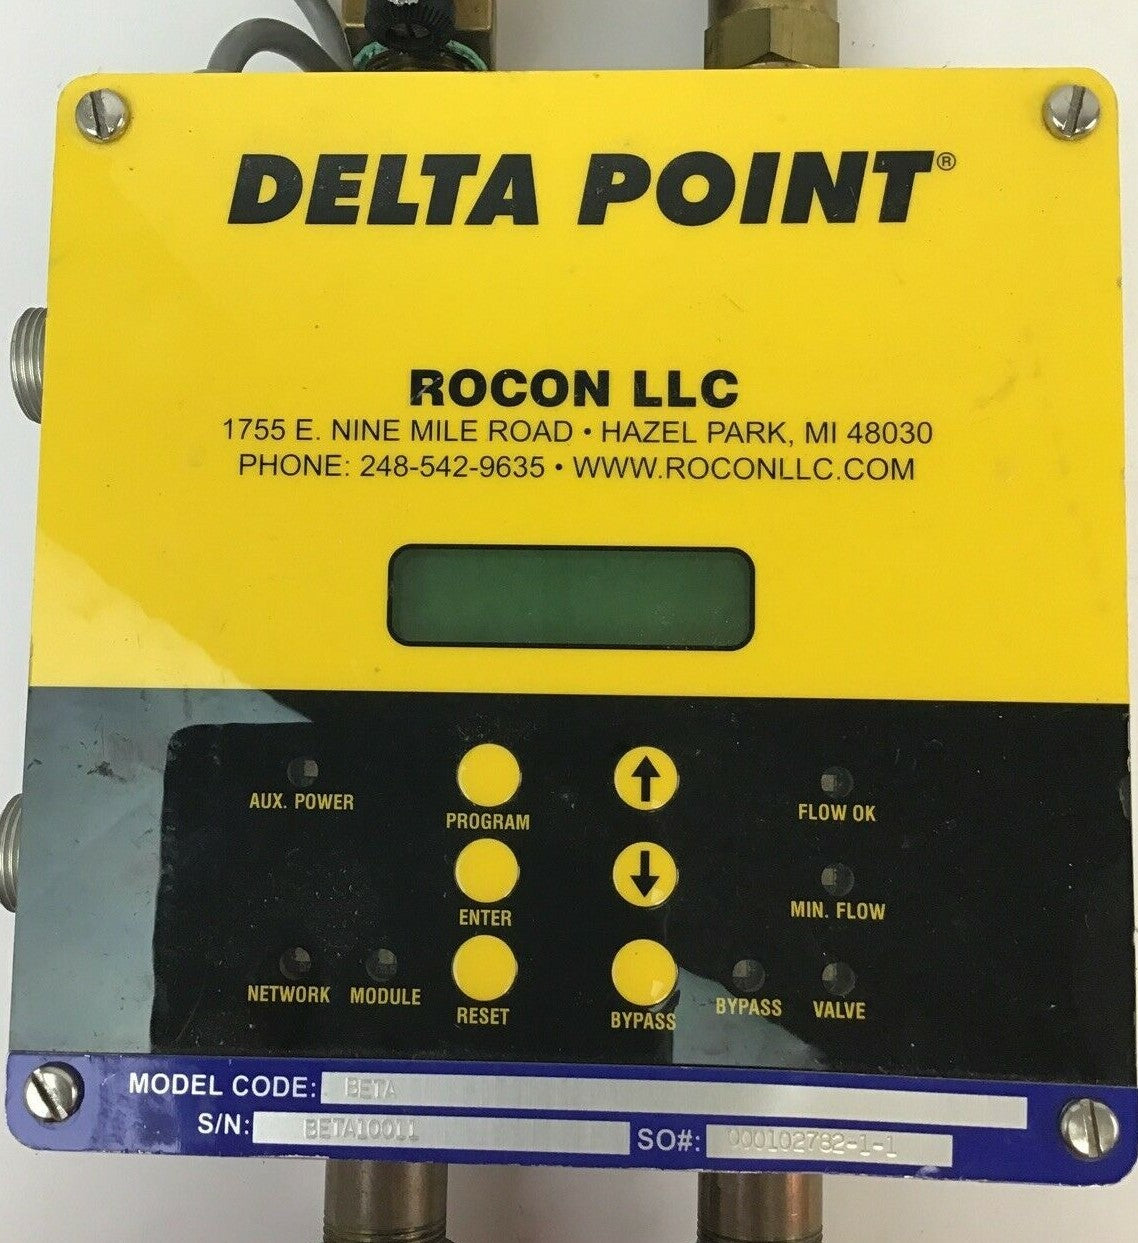 DELTA POINT®
ROCON LLC
1755 E. NINE MILE ROAD • HAZEL PARK, MI 48030
PHONE: 248-542-9635 • WWW.ROCONLLC.COM
AUX. POWER
PROGRAM
FLOW OK
ENTER
MIN. FLOW
NETWORK
MODULE
RESET
BYPASS
BYPASS
VALVE
MODEL CODE: BETA
S/N: BETA10011 SO#: 000102782-1-1